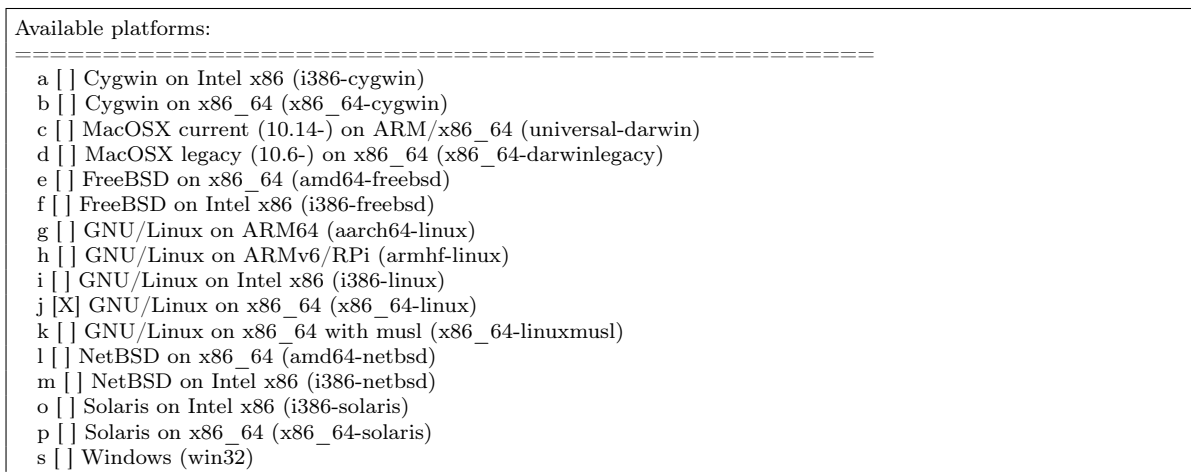 Available platforms:
===================================================
a [ ] Cygwin on Intel x86 (i386-cygwin)
b [ ] Cygwin on x86_64 (x86_64-cygwin)
c [ ] MacOSX current (10.14-) on ARM/x86_64 (universal-darwin)
d [ ] MacOSX legacy (10.6-) on x86_64 (x86_64-darwinlegacy)
e [ ] FreeBSD on x86_64 (amd64-freebsd)
f [ ] FreeBSD on Intel x86 (i386-freebsd)
g [ ] GNU/Linux on ARM64 (aarch64-linux)
h [ ] GNU/Linux on ARMv6/RPi (armhf-linux)
i [ ] GNU/Linux on Intel x86 (i386-linux)
j [X] GNU/Linux on x86_64 (x86_64-linux)
k [ ] GNU/Linux on x86_64 with musl (x86_64-linuxmusl)
l [ ] NetBSD on x86_64 (amd64-netbsd)
m [ ] NetBSD on Intel x86 (i386-netbsd)
o [ ] Solaris on Intel x86 (i386-solaris)
p [ ] Solaris on x86_64 (x86_64-solaris)
s [ ] Windows (win32)